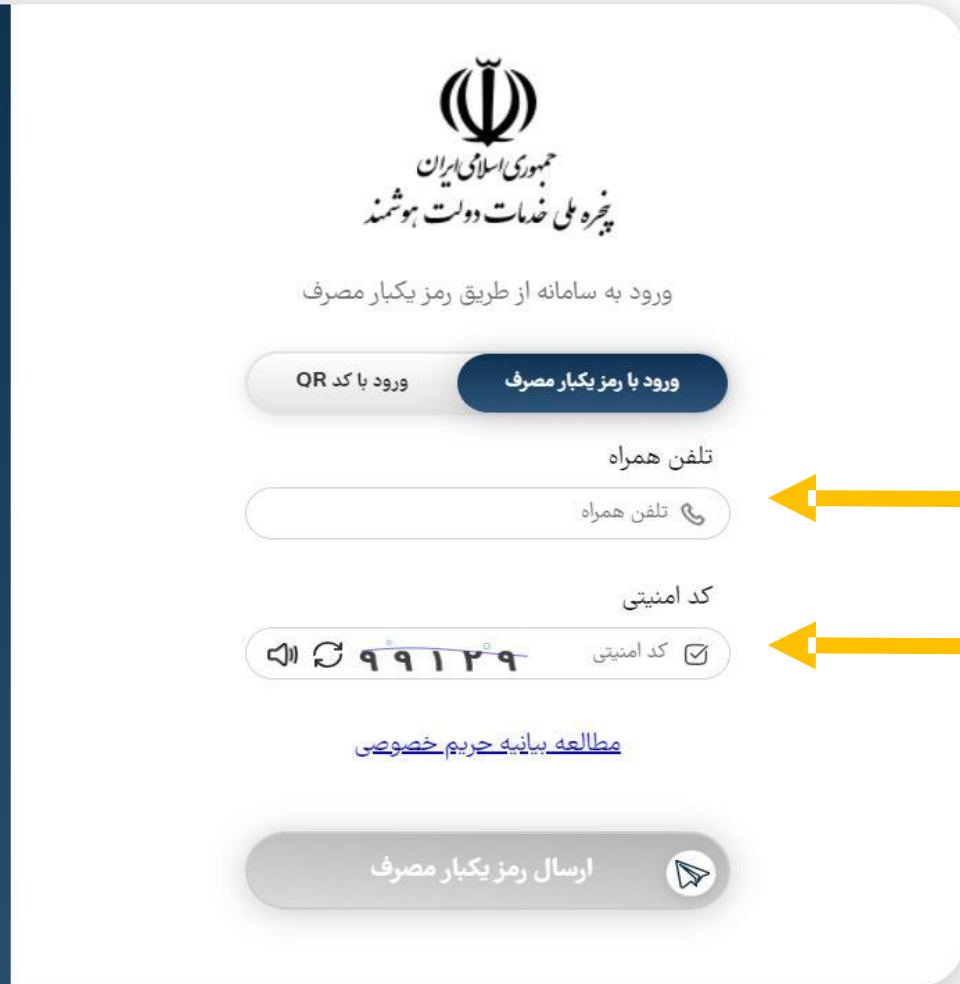 جمهوری اسلامی ایران
پنجره ملی خدمات دولت هوشمند
ورود به سامانه از طریق رمز یکبار مصرف
ورود با رمز یکبار مصرف
ورود با کد QR
تلفن همراه
تلفن همراه
کد امنیتی
کد امنیتی ۹۹۱۲۹
مطالعه بیانیه حریم خصوصی
ارسال رمز یکبار مصرف